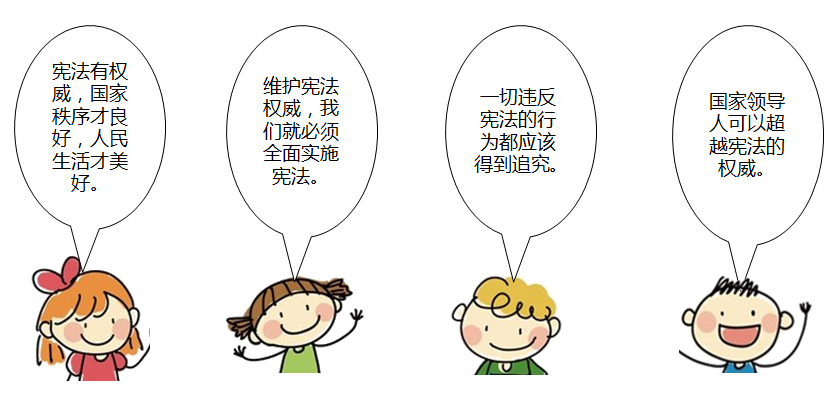 宪法有权
威，国家
秩序才良
好，人民
生活才美
好。
维护宪法
权威，我
们就必须
全面实施
宪法。
一切违反
宪法的行
为都应该
得到追究。
国家领导
人可以超
越宪法的
权威。